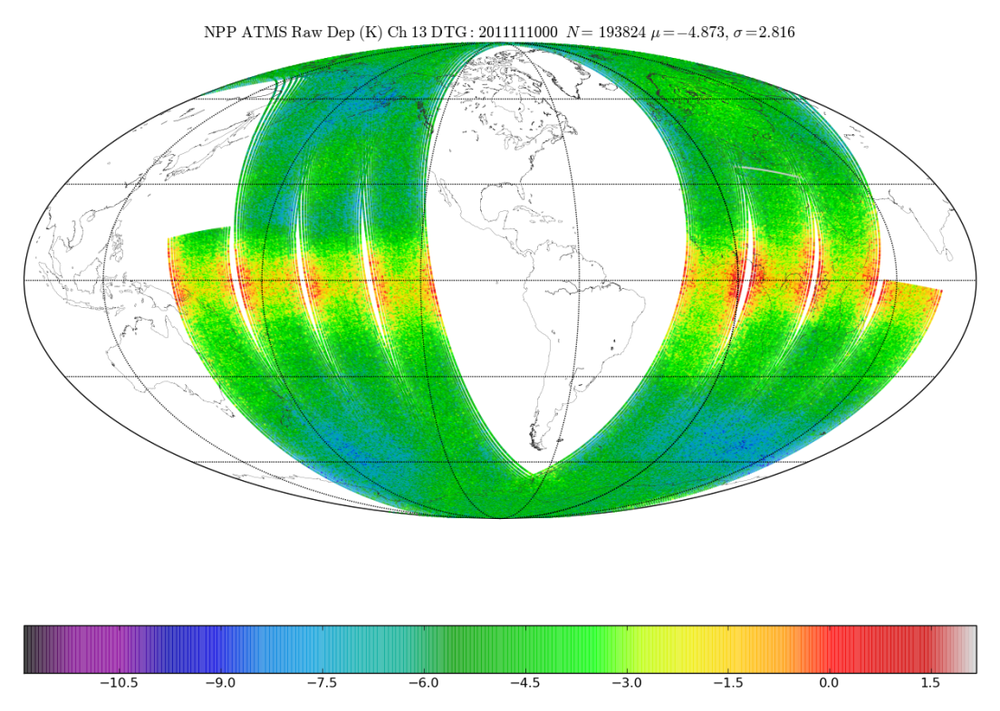 NPP ATMS Raw Dep (K) Ch 13 DTG: 2011111000 N= 193824 μ=−4.873, σ=2.816
−10.5 −9.0 −7.5 −6.0 −4.5 −3.0 −1.5 0.0 1.5